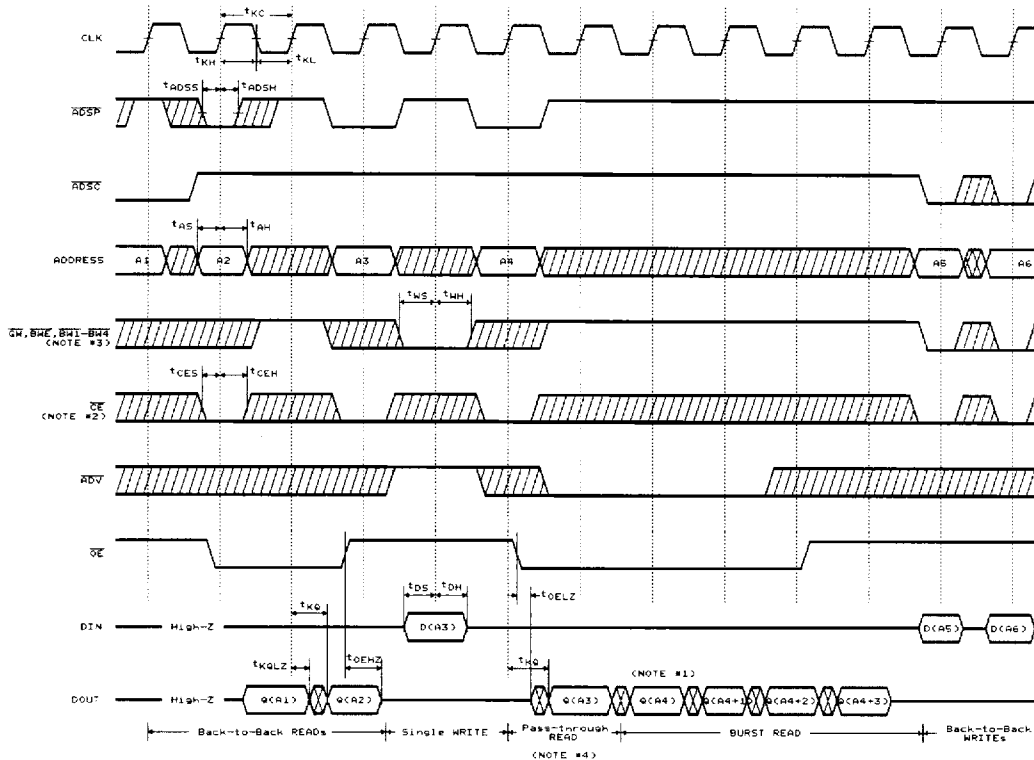 tKC
CLK
tKH
tKL
tADSS
tADSH
ADSP
ADSC
tAS
tAH
ADDRESS
A1
A2
A3
A4
A5
A6
tWS
tWH
GW,BWE,BW1-BW4
(NOTE #3)
tCES
tCEH
CE
(NOTE #2)
ADV
OE
tKQ
tDS
tDH
tOELZ
DIN
High-Z
D(A3)
D(A5)
D(A6)
tKQLZ
tOEHZ
tKQ
(NOTE #1)
DOUT
High-Z
Q(A1)
Q(A2)
Q(A3)
Q(A4)
Q(A4+1)
Q(A4+2)
Q(A4+3)
Back-to-Back READs
Single WRITE
Pass-through
READ
BURST READ
Back-to-Back
WRITEs
(NOTE #4)